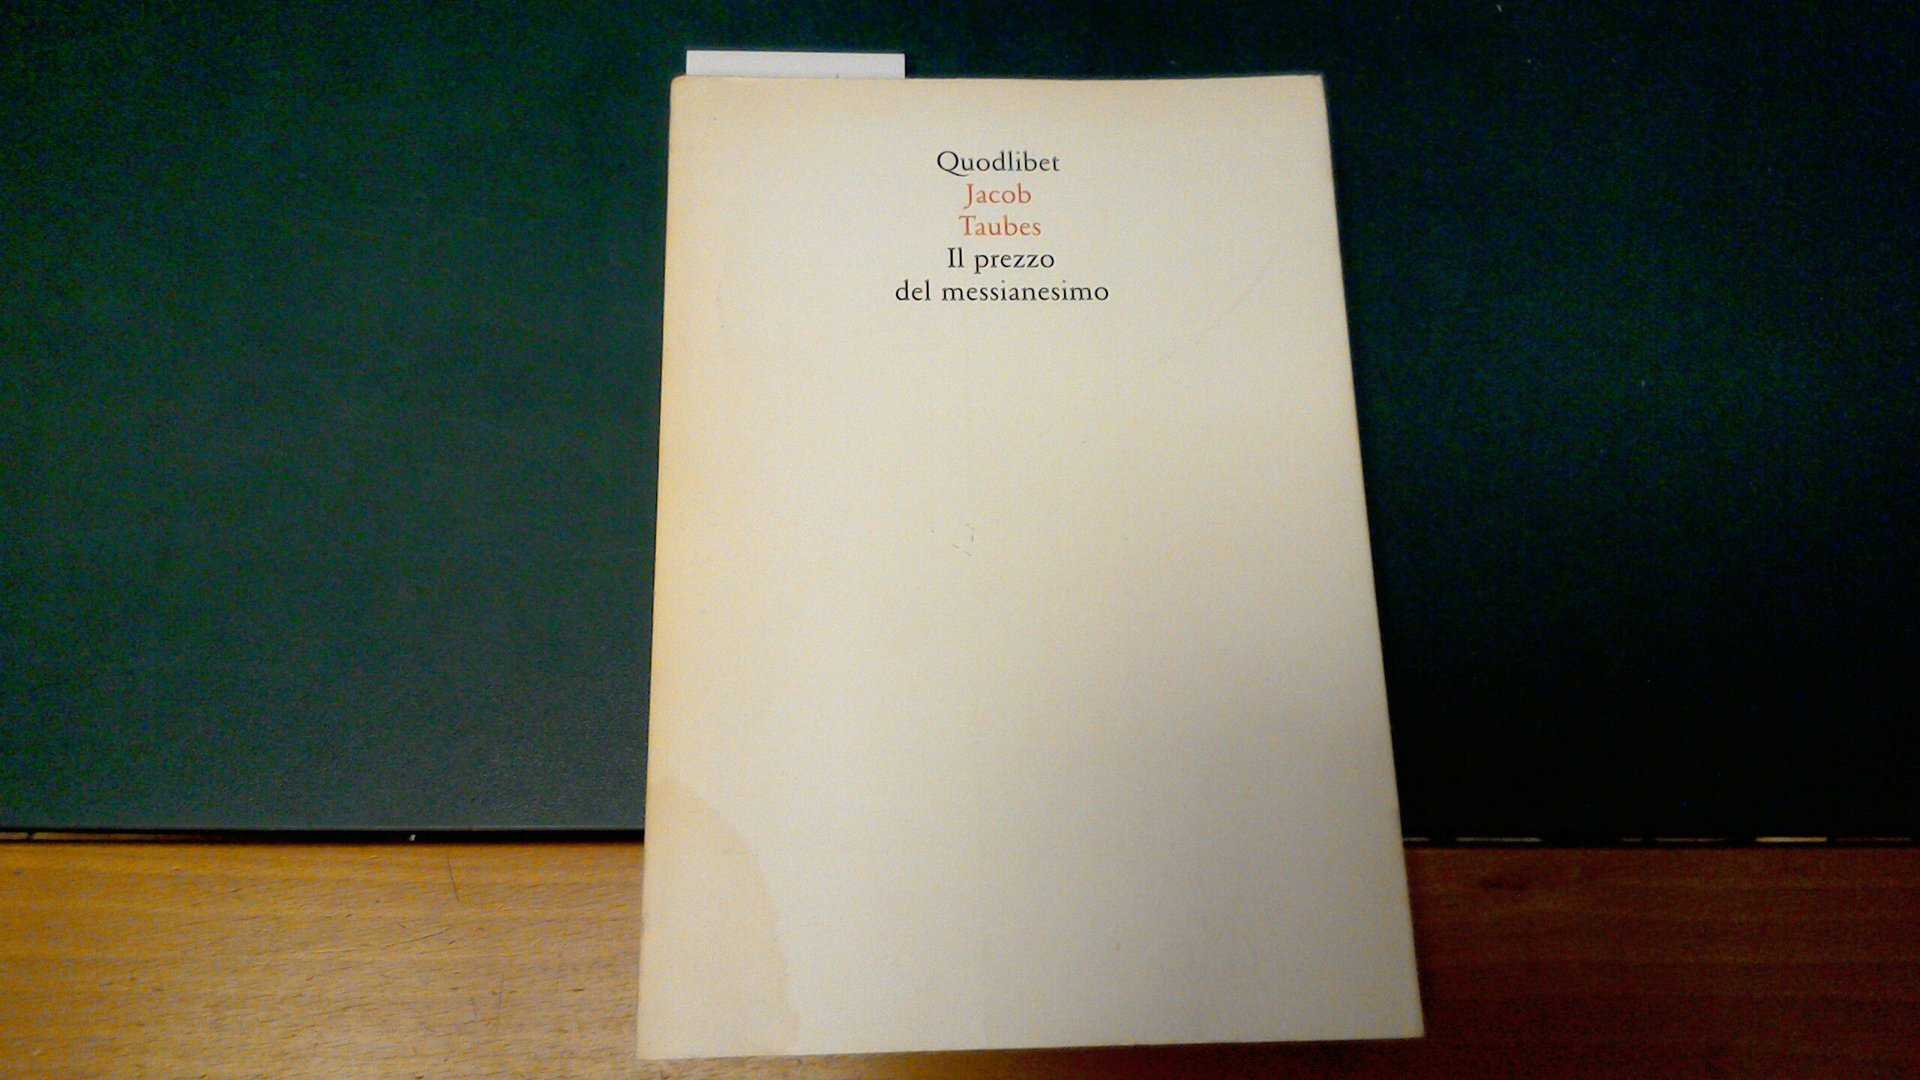 Quodlibet
Jacob
Taubes
Il prezzo
del messianesimo